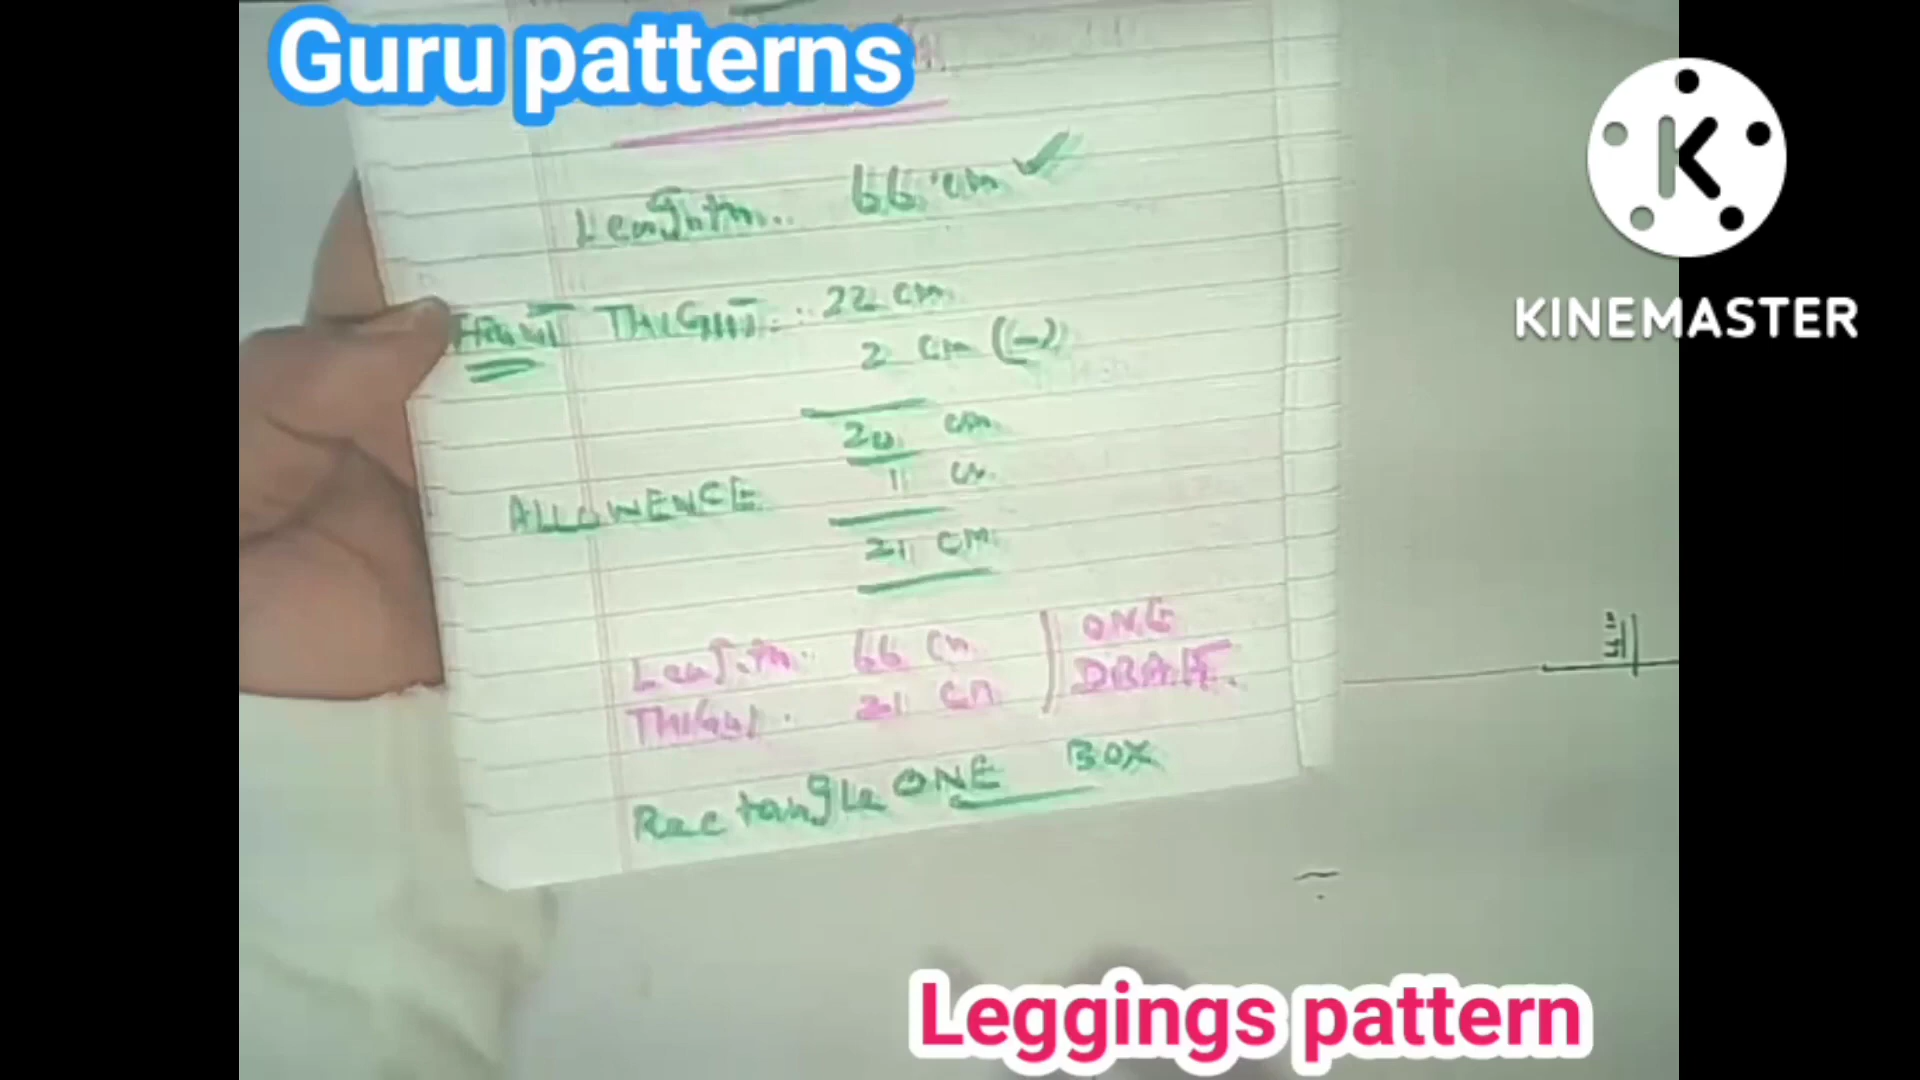 Guru patterns
Length.. 66 cm ✓
FRONT THIGHT.: 22 cm
2 cm (-)
20 cm
ALLOWENCE 1 cm
21 cm
Length.. 66 cm ONE
THIGH. 21 cm DRAFT.
Rectangle ONE BOX
KINEMASTER
Leggings pattern